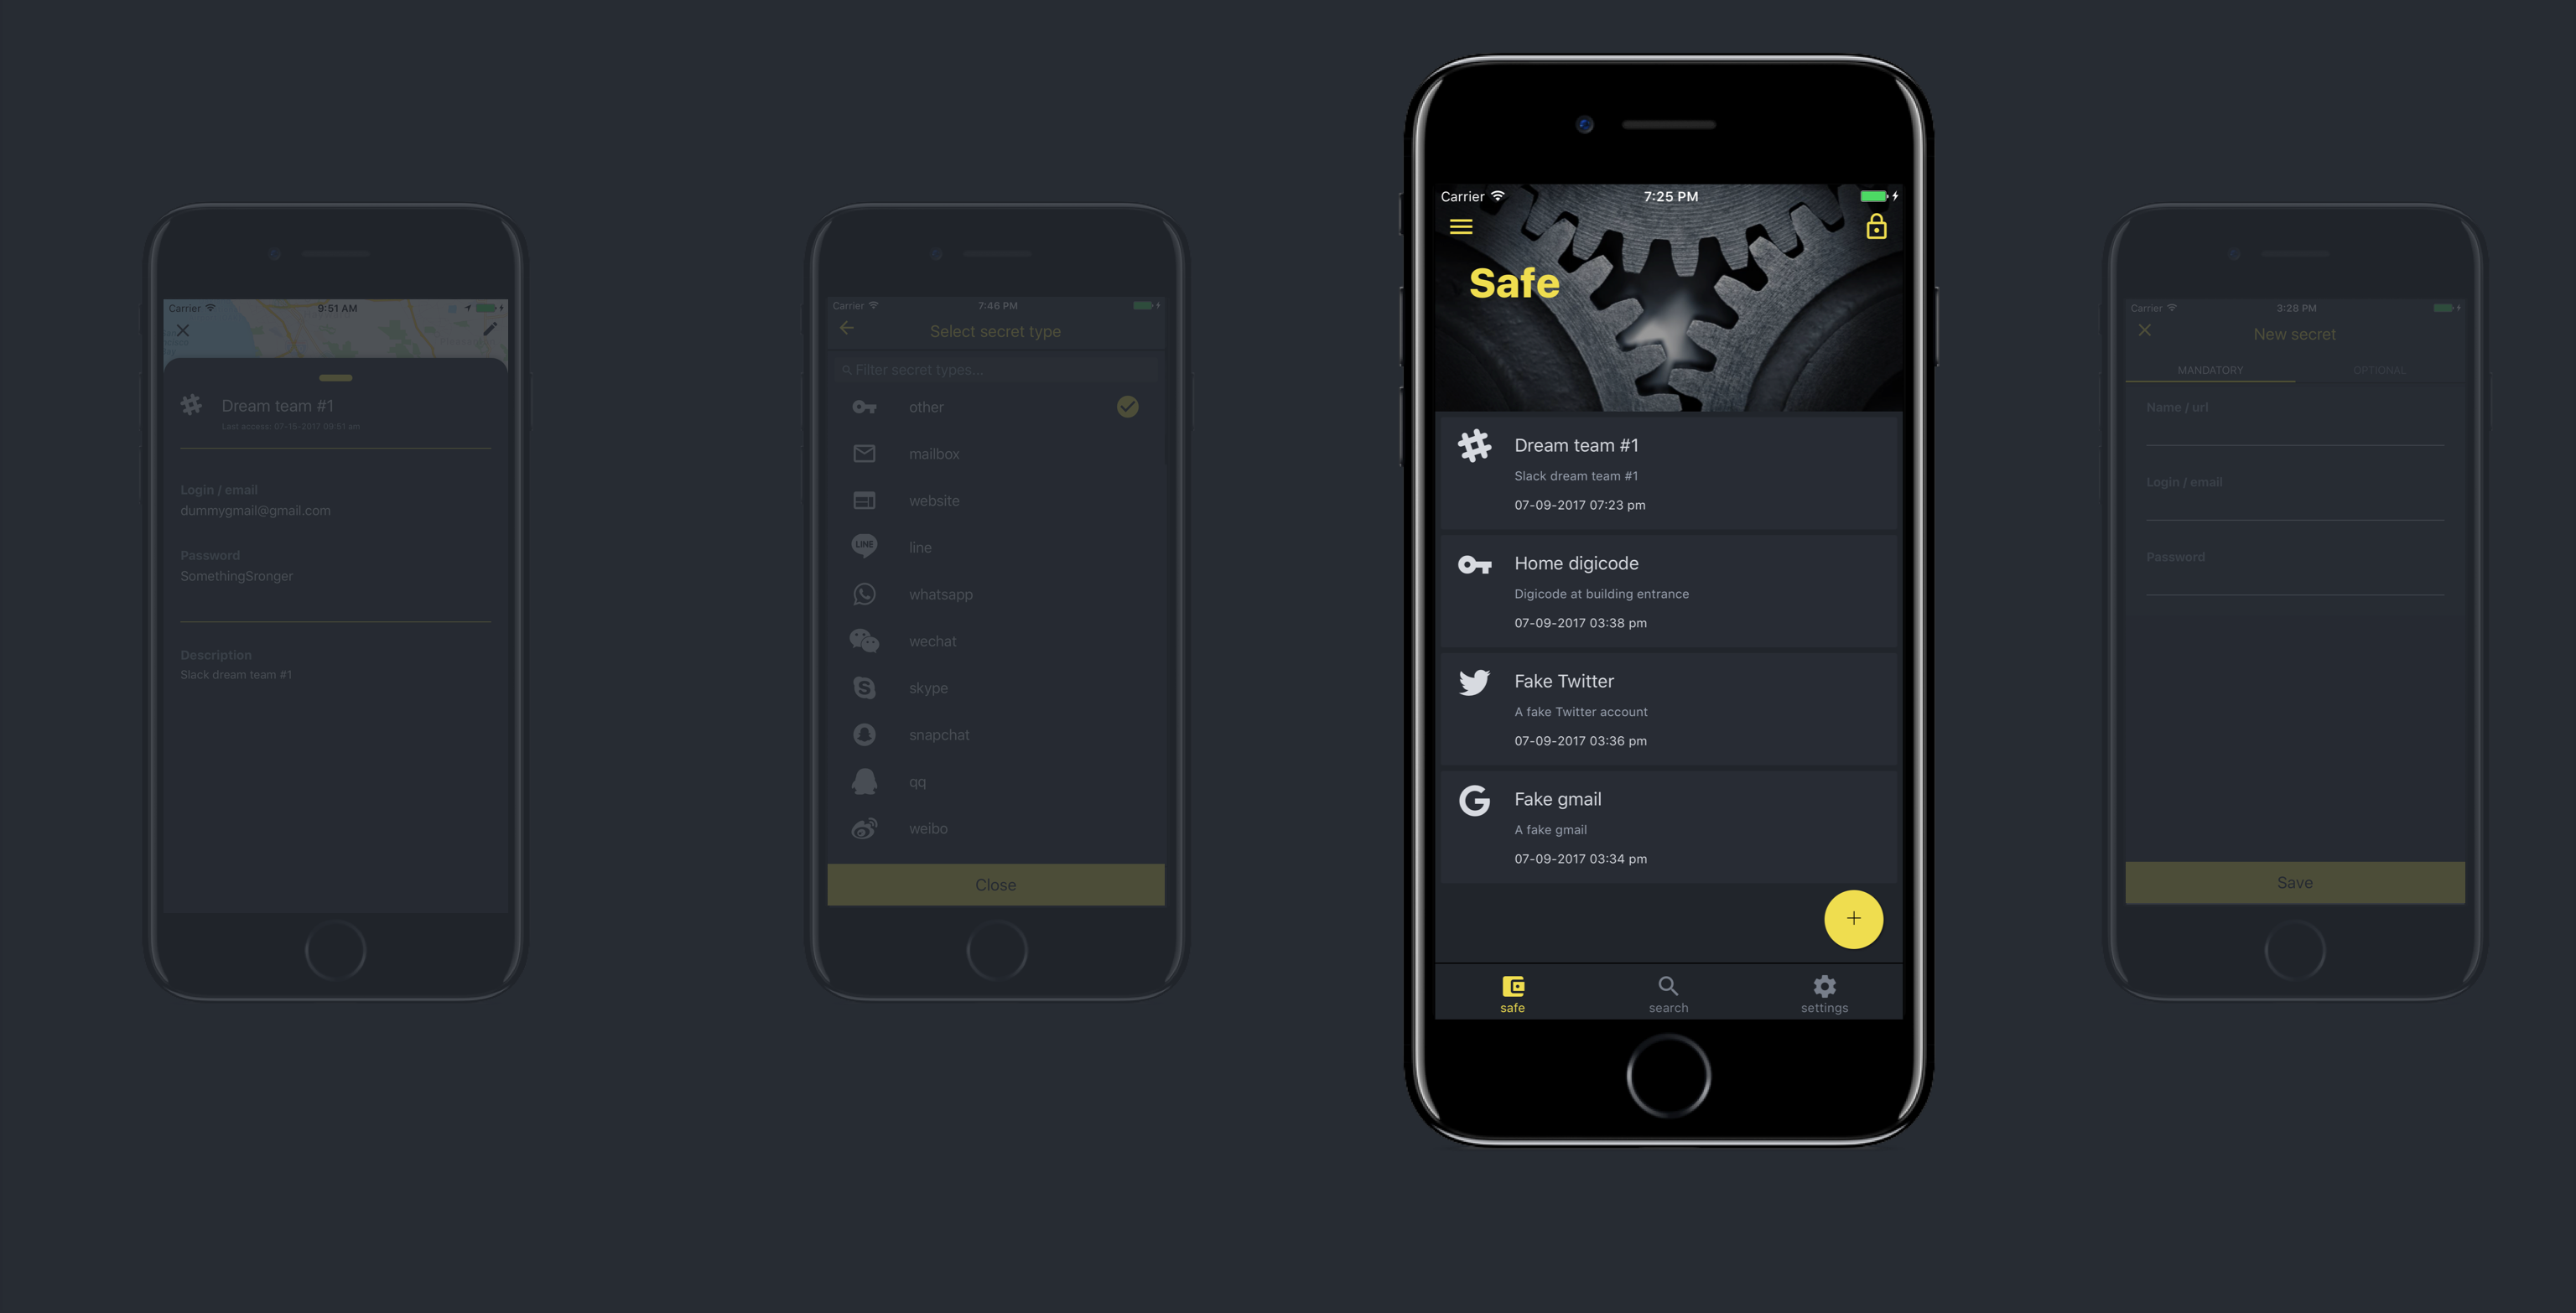 Carrier 9:51 AM
Dream team #1
Last access: 07-15-2017 09:51 am
Login / email
dummygmail@gmail.com
Password
SomethingSronger
Description
Slack dream team #1
Carrier 7:46 PM
Select secret type
Filter secret types...
other
mailbox
website
LINE line
whatsapp
wechat
skype
snapchat
qq
weibo
Close
Carrier 7:25 PM
Safe
Dream team #1
Slack dream team #1
07-09-2017 07:23 pm
Home digicode
Digicode at building entrance
07-09-2017 03:38 pm
Fake Twitter
A fake Twitter account
07-09-2017 03:36 pm
Fake gmail
A fake gmail
07-09-2017 03:34 pm
safe search settings
Carrier 3:28 PM
New secret
MANDATORY OPTIONAL
Name / url
Login / email
Password
Save